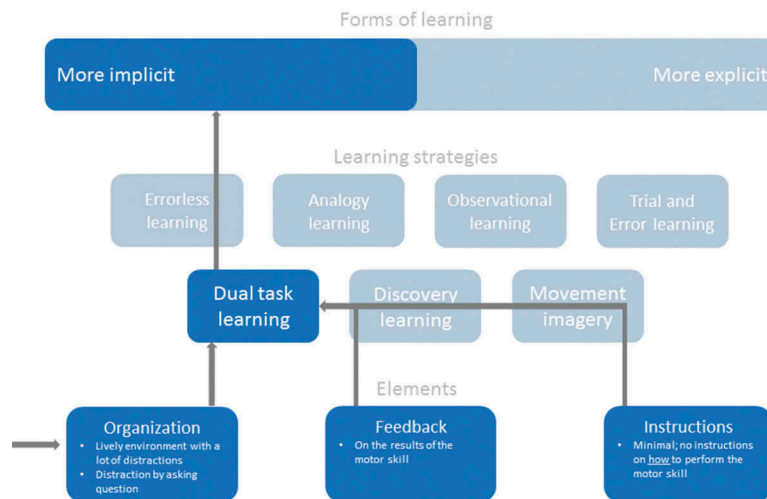 Forms of learning
More implicit
More explicit
Learning strategies
Errorless
learning
Analogy
learning
Observational
learning
Trial and
Error learning
Dual task
learning
Discovery
learning
Movement
imagery
Elements
Organization
• Lively environment with a
lot of distractions
• Distraction by asking
question
Feedback
• On the results of the
motor skill
Instructions
• Minimal; no instructions
on how to perform the
motor skill